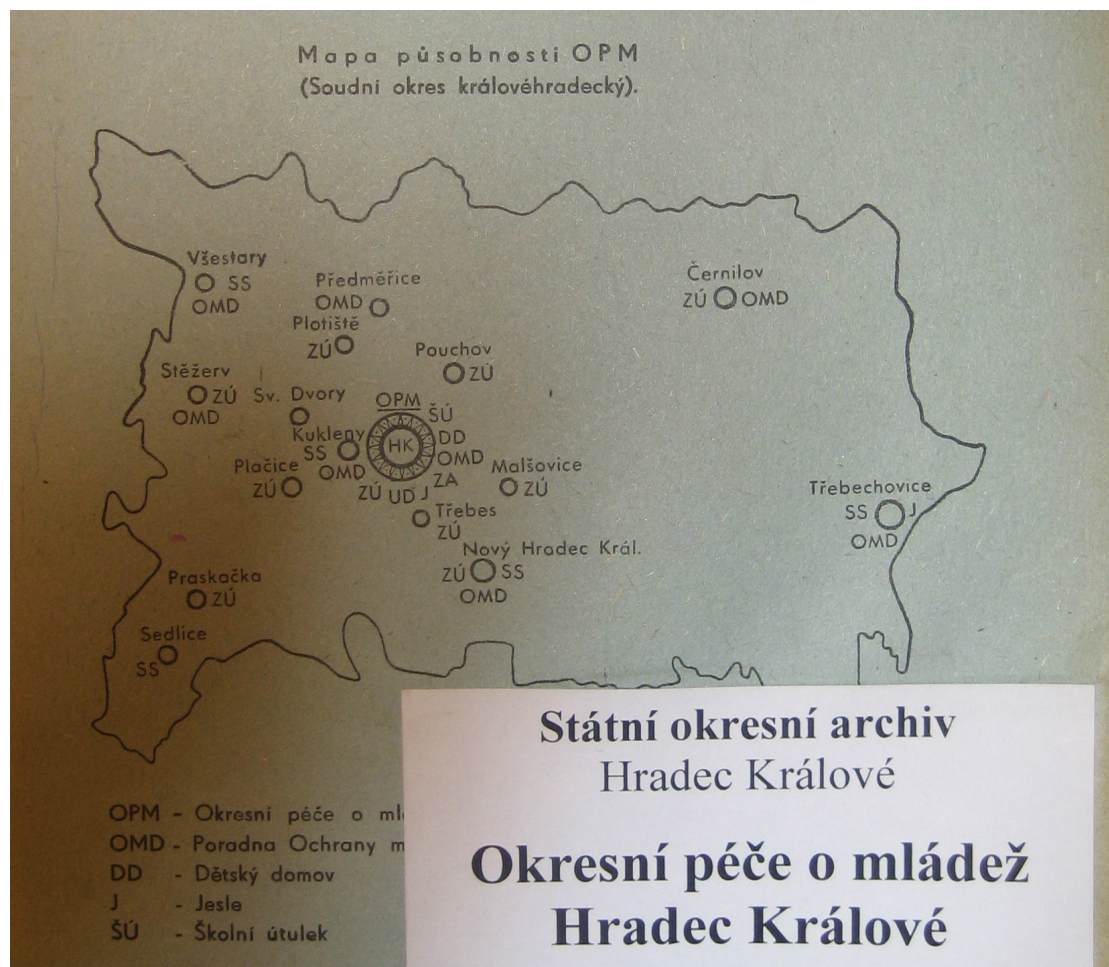 Mapa působnosti OPM
(Soudní okres královéhradecký).
Všestary
SS
OMD
Předměřice
OMD
Plotiště
ZÚ
Černilov
ZÚ OMD
Pouchov
ZÚ
Stěžerv
ZÚ
OMD
Sv. Dvory
OPM
ŠÚ
DD
OMD
ZA
J
UD
ZÚ
HK
Kukleny
SS
OMD
Plačice
ZÚ
Malšovice
ZÚ
Třebes
ZÚ
Třebechovice
SS J
OMD
Nový Hradec Král.
ZÚ SS
OMD
Praskačka
ZÚ
Sedlice
SS
OPM - Okresní péče o
OMD - Poradna Ochrany
DD - Dětský domov
J - Jesle
ŠÚ - Školní útulek
Státní okresní archiv
Hradec Králové
Okresní péče o mládež
Hradec Králové